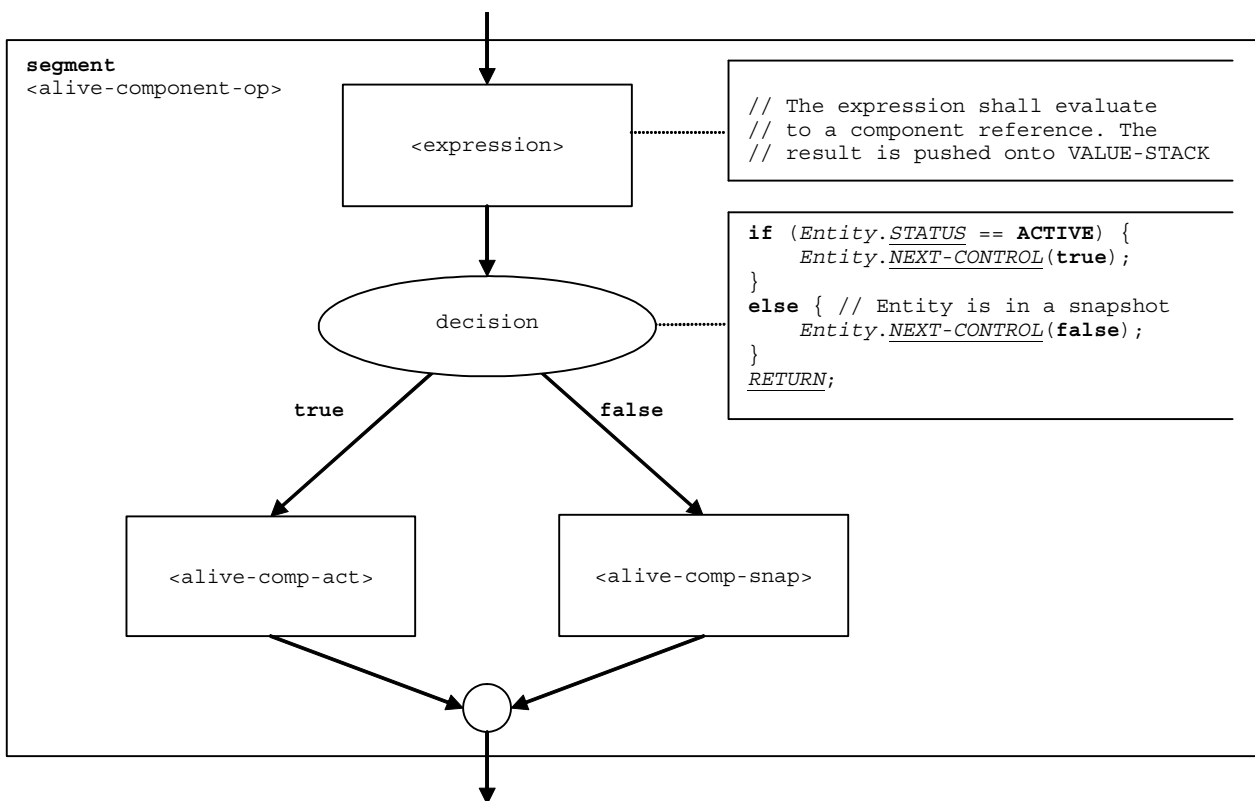 segment
<alive-component-op>
<expression>
// The expression shall evaluate
// to a component reference. The
// result is pushed onto VALUE-STACK
decision
if (Entity.STATUS == ACTIVE) {
    Entity.NEXT-CONTROL(true);
}
else { // Entity is in a snapshot
    Entity.NEXT-CONTROL(false);
}
RETURN;
true
false
<alive-comp-act>
<alive-comp-snap>